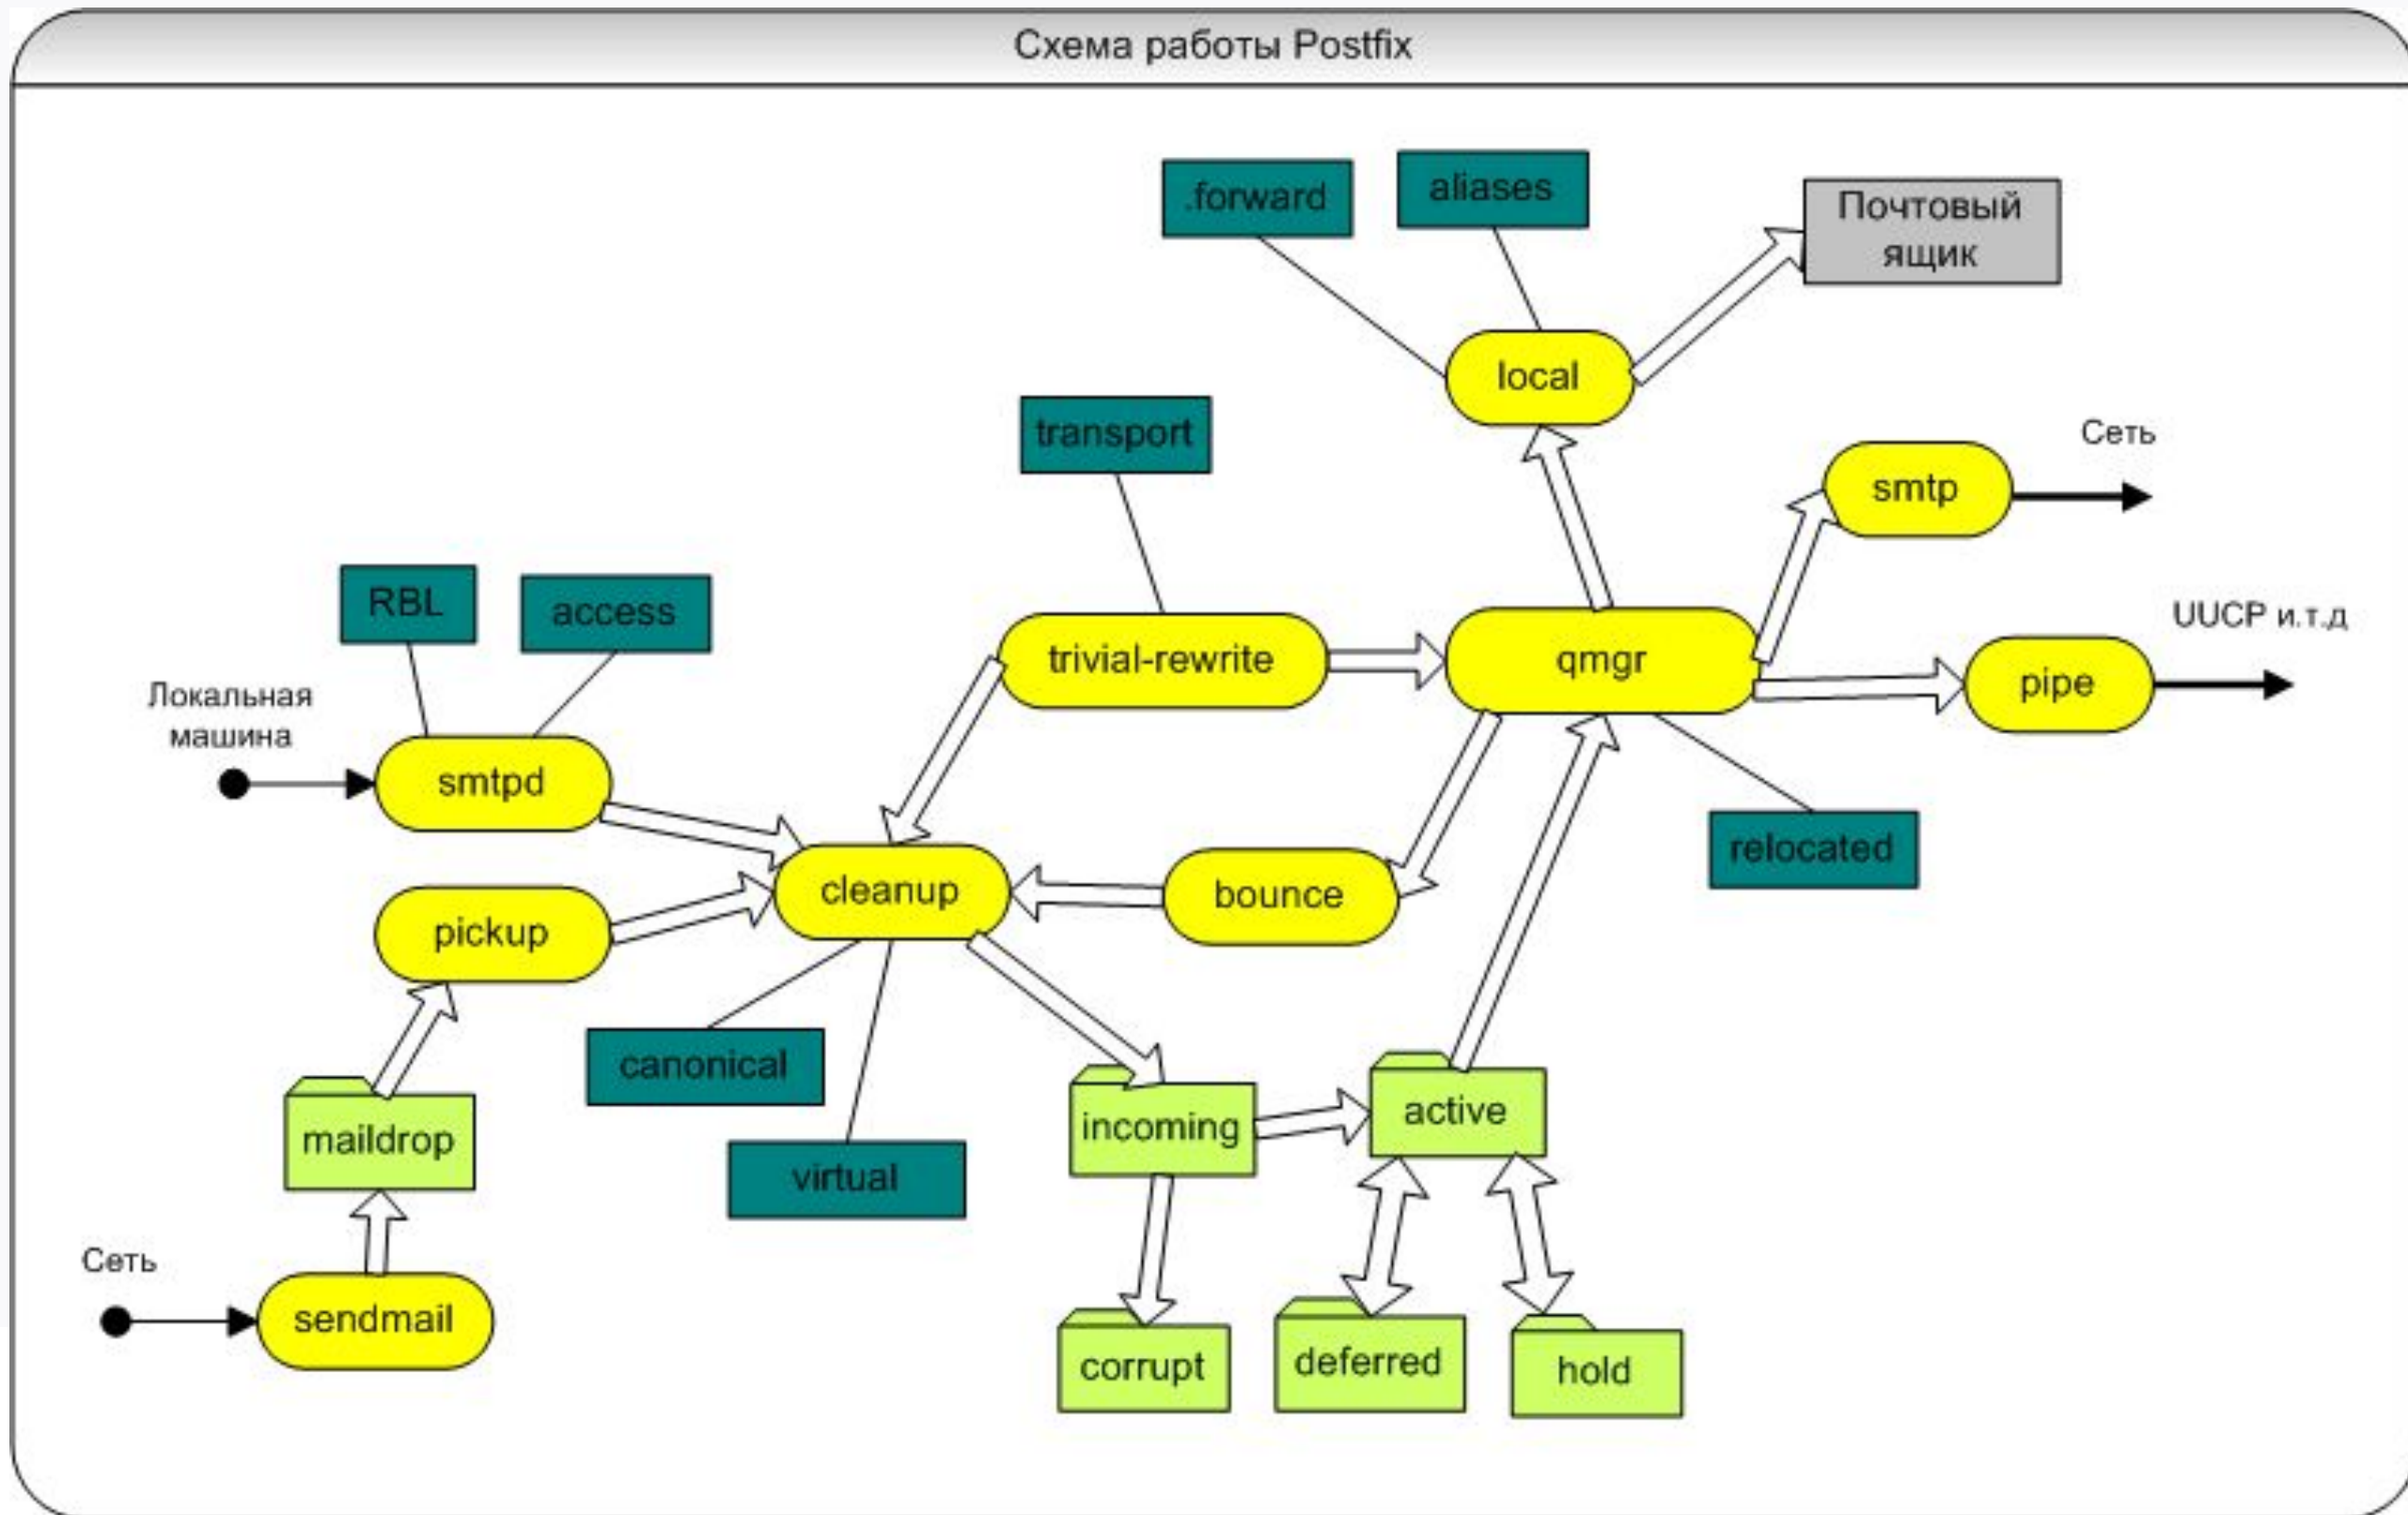 Схема работы Postfix
.forward
aliases
Почтовый
ящик
local
transport
Сеть
smtp
RBL
access
trivial-rewrite
qmgr
UUCP и.т.д
pipe
Локальная
машина
smtpd
relocated
cleanup
bounce
pickup
canonical
maildrop
incoming
active
virtual
Сеть
sendmail
corrupt
deferred
hold